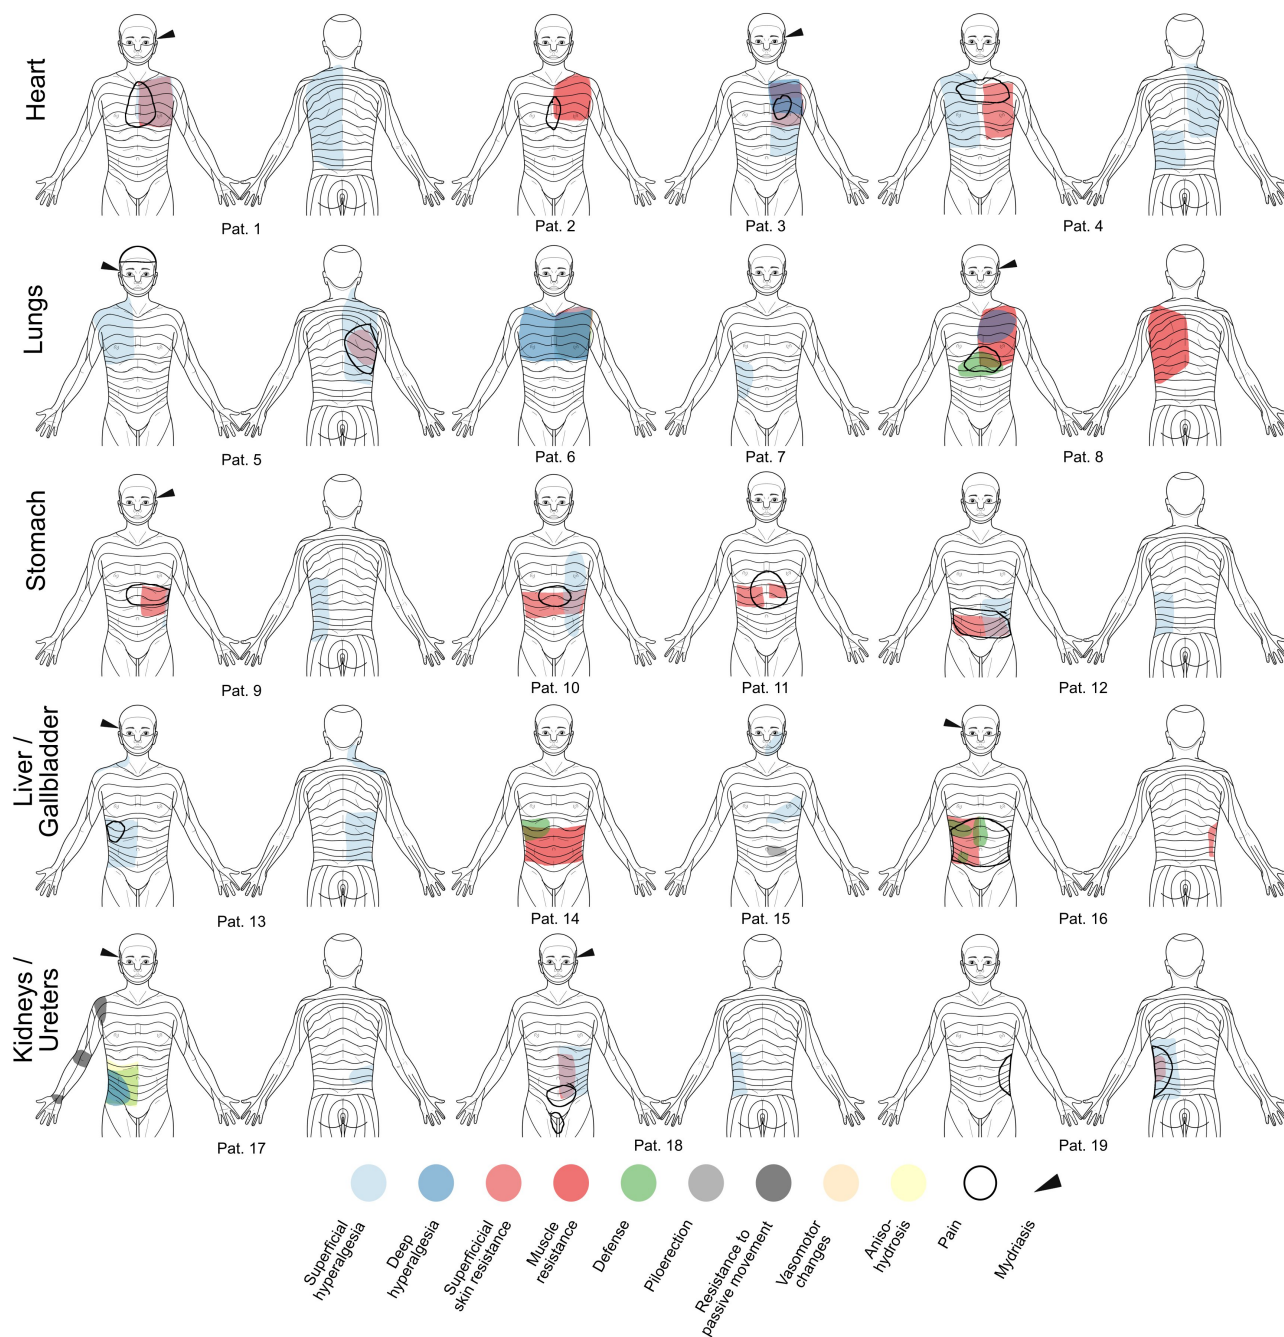 Heart
Pat. 1
Pat. 2
Pat. 3
Pat. 4
Lungs
Pat. 5
Pat. 6
Pat. 7
Pat. 8
Stomach
Pat. 9
Pat. 10
Pat. 11
Pat. 12
Liver /
Gallbladder
Pat. 13
Pat. 14
Pat. 15
Pat. 16
Kidneys /
Ureters
Pat. 17
Pat. 18
Pat. 19
Superficial
hyperalgesia
Deep
hyperalgesia
Superficicial
skin resistance
Muscle
resistance
Defense
Piloerection
Resistance to
passive movement
Vasomotor
changes
Aniso-
hydrosis
Pain
Mydriasis